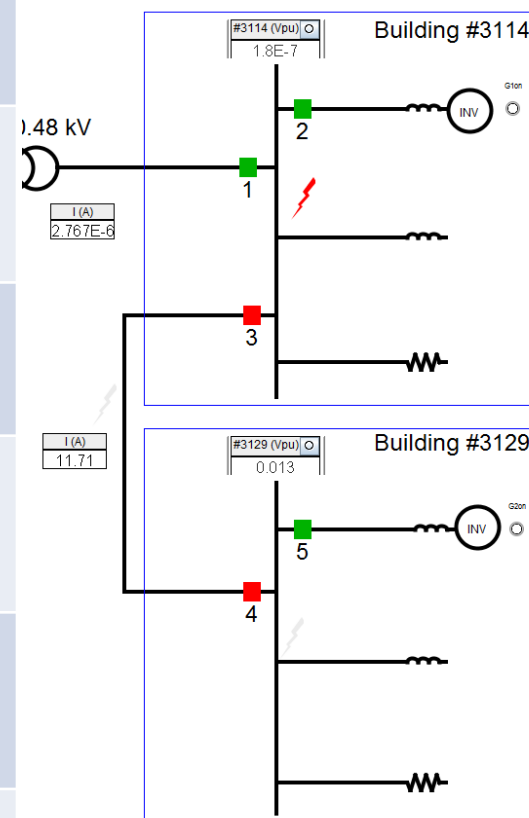 #3114 (Vpu)
1.8E-7
Building #3114
G1on
INV
2
.48 kV
1
I (A)
2.767E-6
3
I (A)
11.71
#3129 (Vpu)
0.013
Building #3129
G2on
INV
5
4